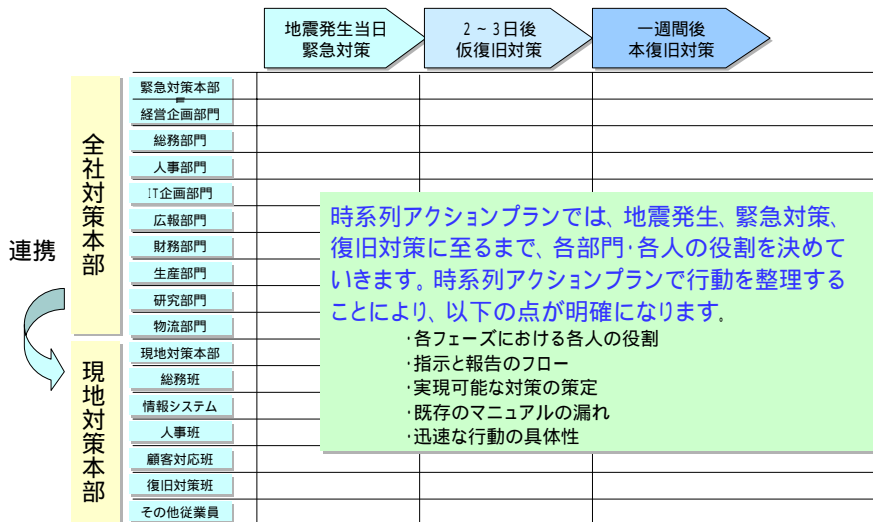 地震発生当日
緊急対策
2～3日後
仮復旧対策
一週間後
本復旧対策
連携
全社対策本部
緊急対策本部
経営企画部門
総務部門
人事部門
IT企画部門
広報部門
財務部門
生産部門
研究部門
物流部門
現地対策本部
現地対策本部
総務班
情報システム
人事班
顧客対応班
復旧対策班
その他従業員
時系列アクションプランでは、地震発生、緊急対策、
復旧対策に至るまで、各部門・各人の役割を決めて
いきます。時系列アクションプランで行動を整理する
ことにより、以下の点が明確になります。
・各フェーズにおける各人の役割
・指示と報告のフロー
・実現可能な対策の策定
・既存のマニュアルの漏れ
・迅速な行動の具体性